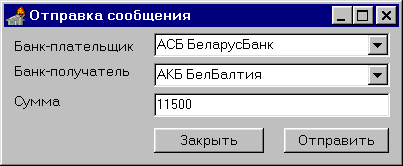 Отправка сообщения
Банк-плательщик АСБ БеларусБанк
Банк-получатель АКБ БелБалтия
Сумма 11500
Закрыть Отправить